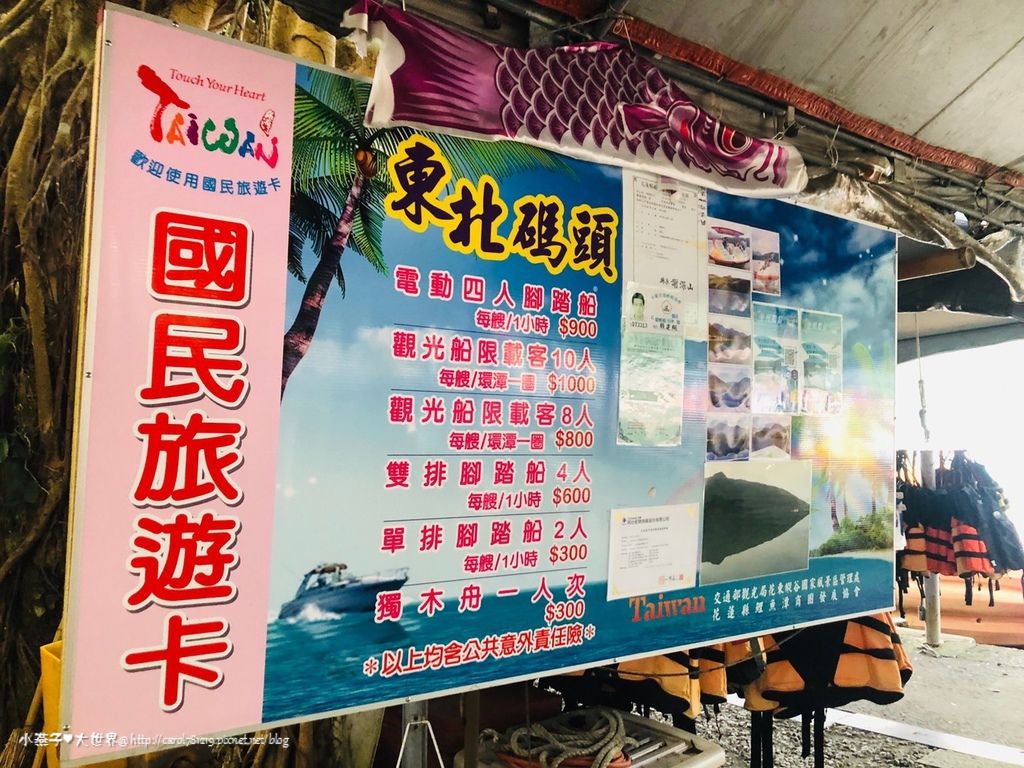 Touch Your Heart
TAiWAN
歡迎使用國民旅遊卡
國民旅遊卡
東北碼頭
電動四人腳踏船
每艘/1小時 $900
觀光船限載客10人
每艘/環潭一圈 $1000
觀光船限載客8人
每艘/環潭一圈 $800
雙排腳踏船4人
每艘/1小時 $600
單排腳踏船2人
每艘/1小時 $300
獨木舟一人次
$300
*以上均含公共意外責任險*
Taiwan
交通部觀光局花東縱谷國家風景區管理處
花蓮縣鯉魚潭商圈發展協會
小燕子♥大世界@http://carol781219.pixnet.net/blog